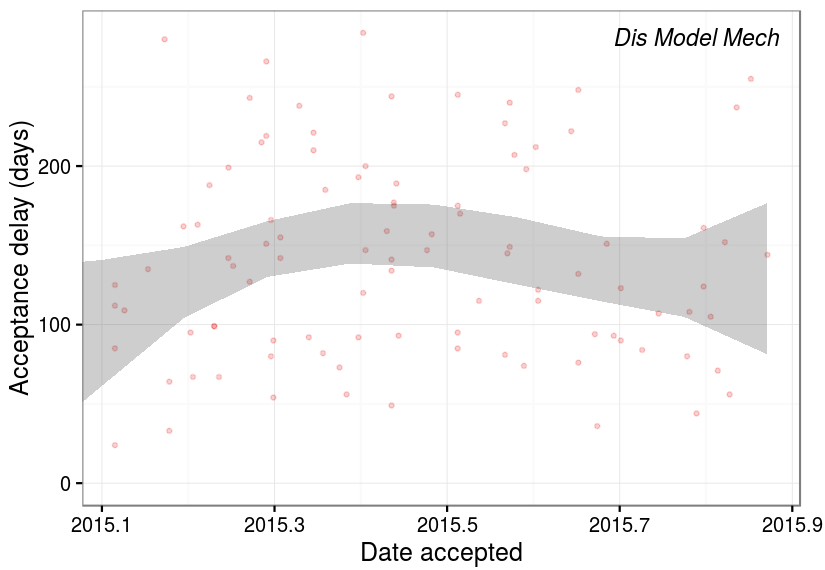 Dis Model Mech
Acceptance delay (days)
200
100
0
2015.1 2015.3 2015.5 2015.7 2015.9
Date accepted